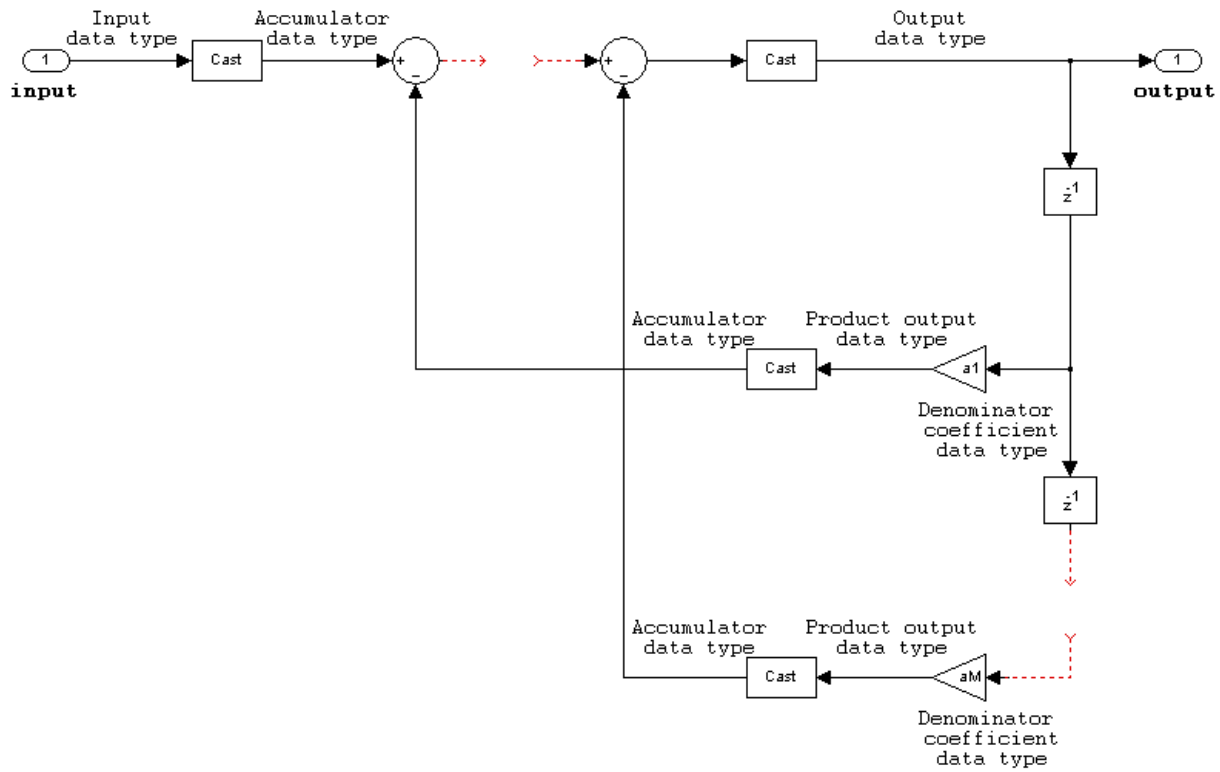 Input
data type
Accumulator
data type
Output
data type
1
Cast
+
−
+
−
Cast
1
input
output
z-1
Accumulator
data type
Product output
data type
Cast
a1
Denominator
coefficient
data type
z-1
Accumulator
data type
Product output
data type
Cast
aM
Denominator
coefficient
data type